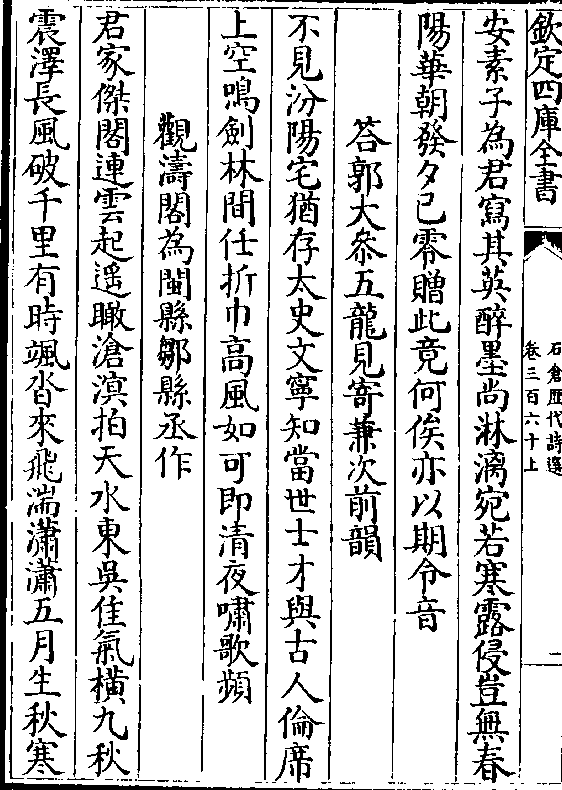 欽定四庫全書
石倉歷代詩選
卷三百六十上
二
安素子為君寫其英醉墨尚淋漓宛若寒露侵豈無春
陽華朝發夕已零贈此竟何俟亦以期令音
荅郭大叅五龍見寄兼次前韻
不見汾陽宅猶存太史文寧知當世士才與古人倫席
上空鳴劍林間任折巾高風如可即清夜嘯歌頻
觀濤閣為閩縣鄒縣丞作
君家傑閣連雲起遥瞰滄溟拍天水東吳佳氣橫九秋
震澤長風破千里有時颯沓來飛湍瀟瀟五月生秋寒